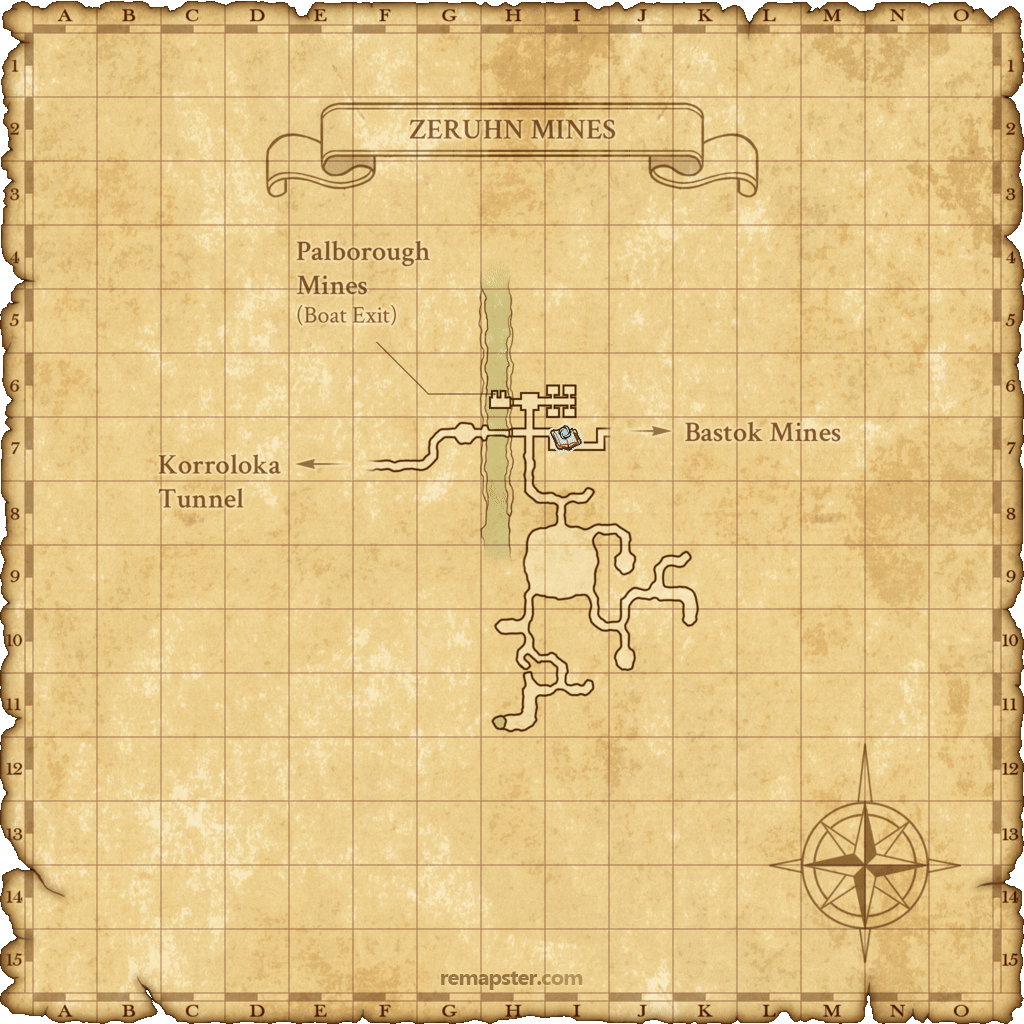 A B C D E F G H I J K L M N O
1 1
2 2
ZERUHN MINES
3 3
4 4
Palborough
Mines
(Boat Exit)
5 5
6 6
7 7
Bastok Mines
Korroloka
Tunnel
8 8
9 9
10 10
11 11
12 12
13 13
14 14
15 15
remapster.com
A B C D E F G H I J K L M N O